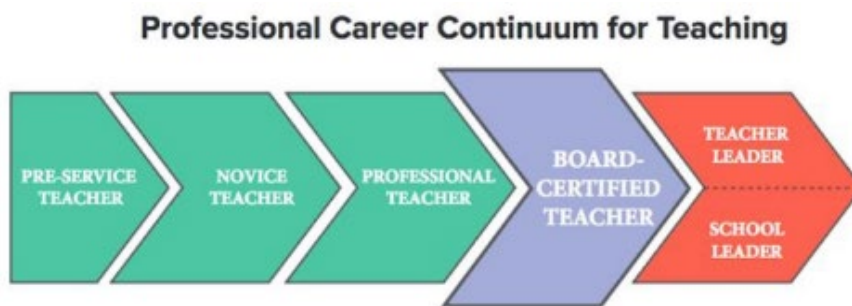 Professional Career Continuum for Teaching
PRE-SERVICE
TEACHER
NOVICE
TEACHER
PROFESSIONAL
TEACHER
BOARD-
CERTIFIED
TEACHER
TEACHER
LEADER
SCHOOL
LEADER